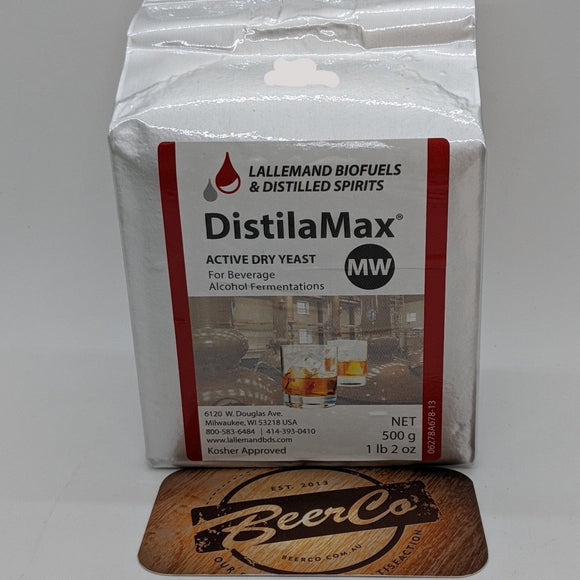 LALLEMAND BIOFUELS
& DISTILLED SPIRITS
DistilaMax®
ACTIVE DRY YEAST
MW
For Beverage
Alcohol Fermentations
6120 W. Douglas Ave.
Milwaukee, WI 53218 USA
800-583-6484 | 414-393-0410
www.lallemandbds.com
Kosher Approved
NET
500 g
1 lb 2 oz
06278A678-13
EST. 2013
BeerCo
BEERCO.COM.AU